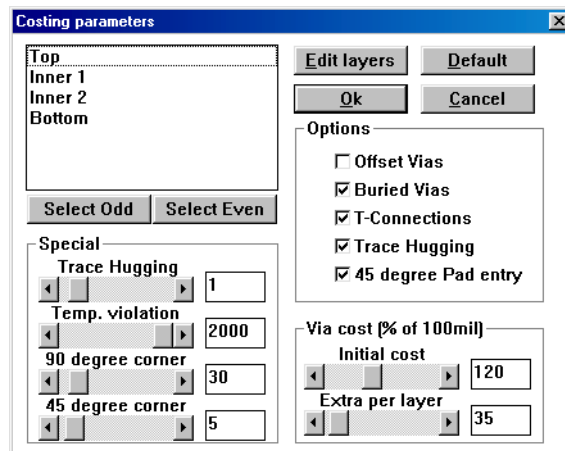 Costing parameters
Top
Inner 1
Inner 2
Bottom
Select Odd
Select Even
Edit layers
Default
Ok
Cancel
Options
Offset Vias
Buried Vias
T-Connections
Trace Hugging
45 degree Pad entry
Special
Trace Hugging
1
Temp. violation
2000
90 degree corner
30
45 degree corner
5
Via cost (% of 100mil)
Initial cost
120
Extra per layer
35